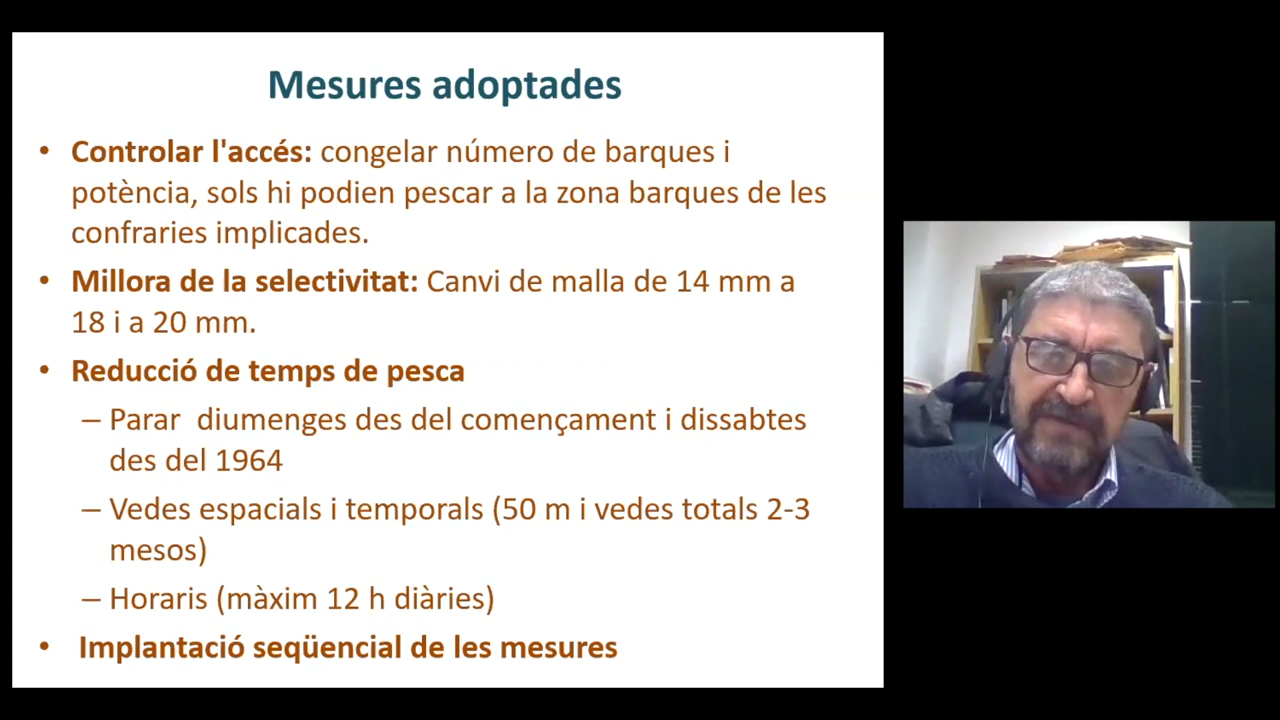 Mesures adoptades
• Controlar l'accés: congelar número de barques i
potència, sols hi podien pescar a la zona barques de les
confraries implicades.
• Millora de la selectivitat: Canvi de malla de 14 mm a
18 i a 20 mm.
• Reducció de temps de pesca
– Parar  diumenges des del començament i dissabtes
des del 1964
– Vedes espacials i temporals (50 m i vedes totals 2-3
mesos)
– Horaris (màxim 12 h diàries)
• Implantació seqüencial de les mesures